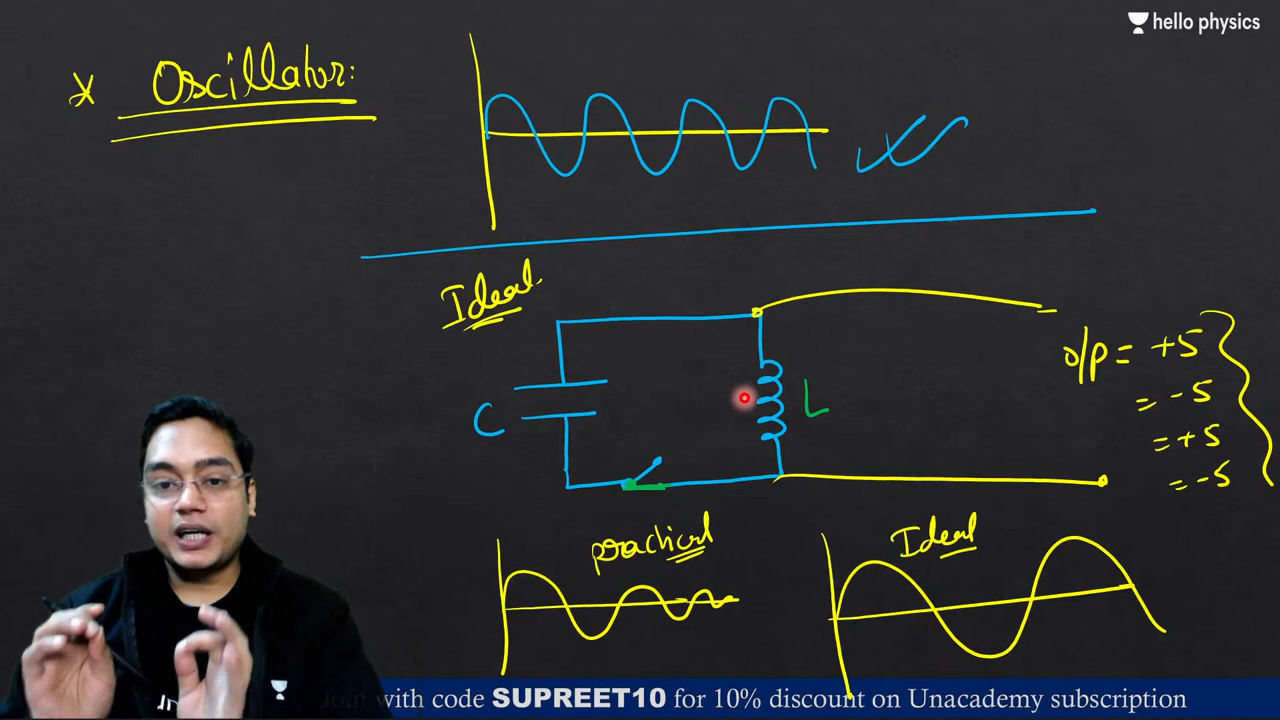 hello physics
* Oscillator:
Ideal
C
L
o/p = +5
= -5
= +5
= -5
practical
Ideal
with code SUPREET10 for 10% discount on Unacademy subscription